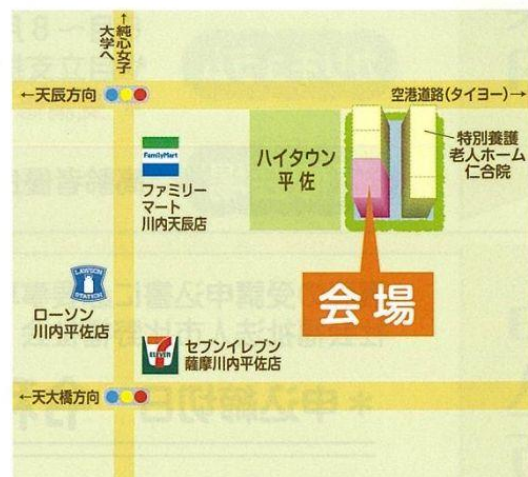 ↑純心女子
大学へ
←天辰方向
空港道路(タイヨー)→
FamilyMart
ファミリー
マート
川内天辰店
ハイタウン
平佐
特別養護
老人ホーム
仁合院
会場
LAWSON
STATION
ローソン
川内平佐店
ELEVEN
セブンイレブン
薩摩川内平佐店
←天大橋方向